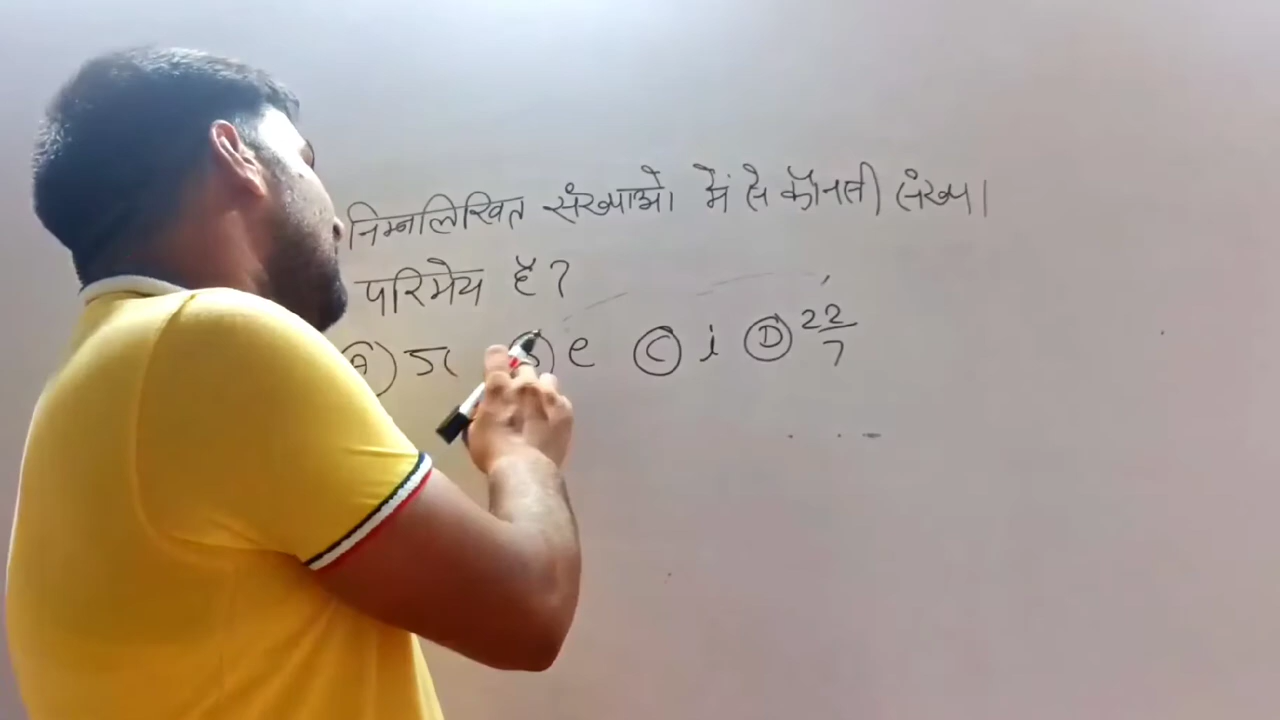 निम्नलिखित संख्याओं में से कौनसी संख्या
परिमेय है?
(A) π (B) e (C) i (D) 22/7